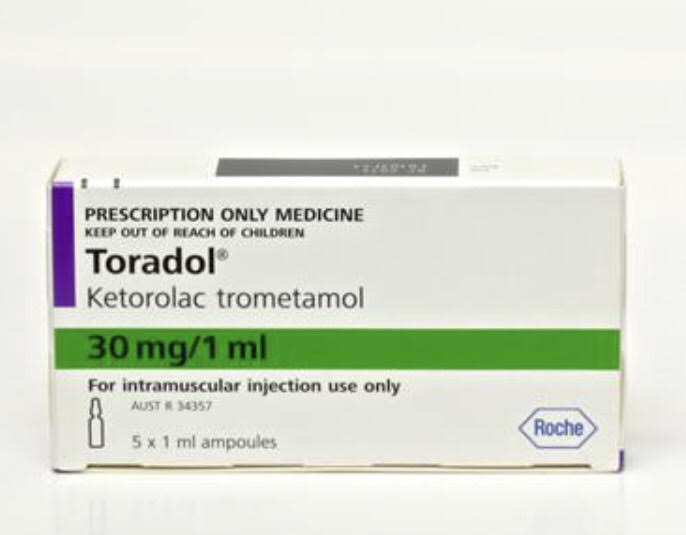 PRESCRIPTION ONLY MEDICINE
KEEP OUT OF REACH OF CHILDREN
Toradol®
Ketorolac trometamol
30 mg/1 ml
For intramuscular injection use only
AUST R 34357
5 x 1 ml ampoules
Roche